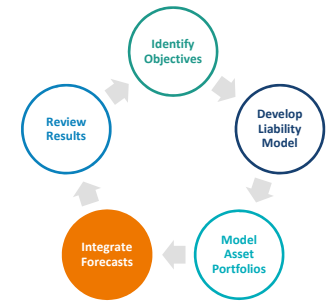 Identify
Objectives
Develop
Liability
Model
Model
Asset
Portfolios
Integrate
Forecasts
Review
Results